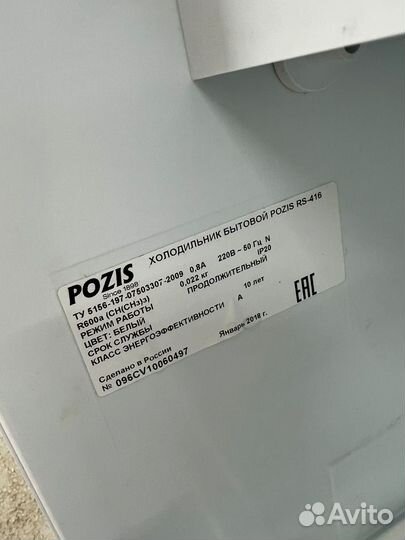 POZIS
Since 1898
ХОЛОДИЛЬНИК БЫТОВОЙ POZIS RS-416
ТУ 5156-197-07503307-2009 0,8А 220В ~ 50 Гц N
R600a (CH(CH3)3) 0.022 кг IP20
РЕЖИМ РАБОТЫ ПРОДОЛЖИТЕЛЬНЫЙ
ЦВЕТ: БЕЛЫЙ
СРОК СЛУЖБЫ 10 лет
КЛАСС ЭНЕРГОЭФФЕКТИВНОСТИ А
EAC
Сделано в России Январь 2018 г.
№ 096CV10060497
Avito